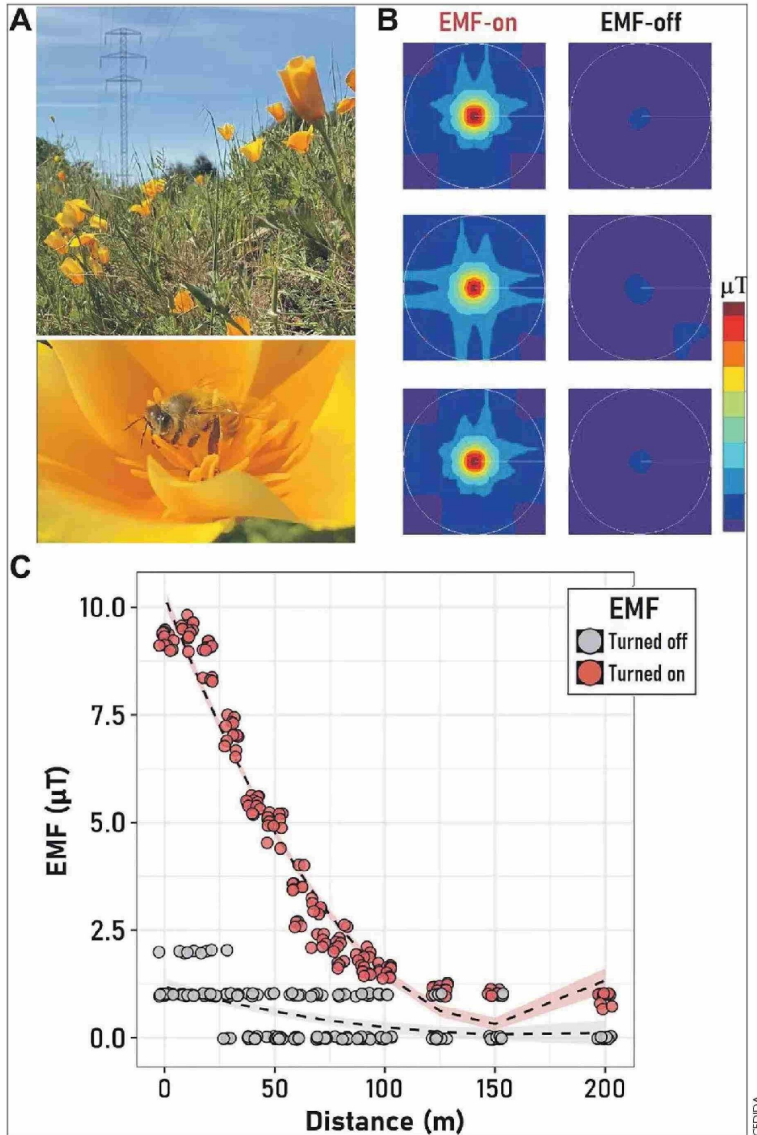 A
B
EMF-on
EMF-off
µT
C
EMF
Turned off
Turned on
10.0
7.5
5.0
2.5
0.0
EMF (µT)
0
50
100
150
200
Distance (m)
CEDIDA